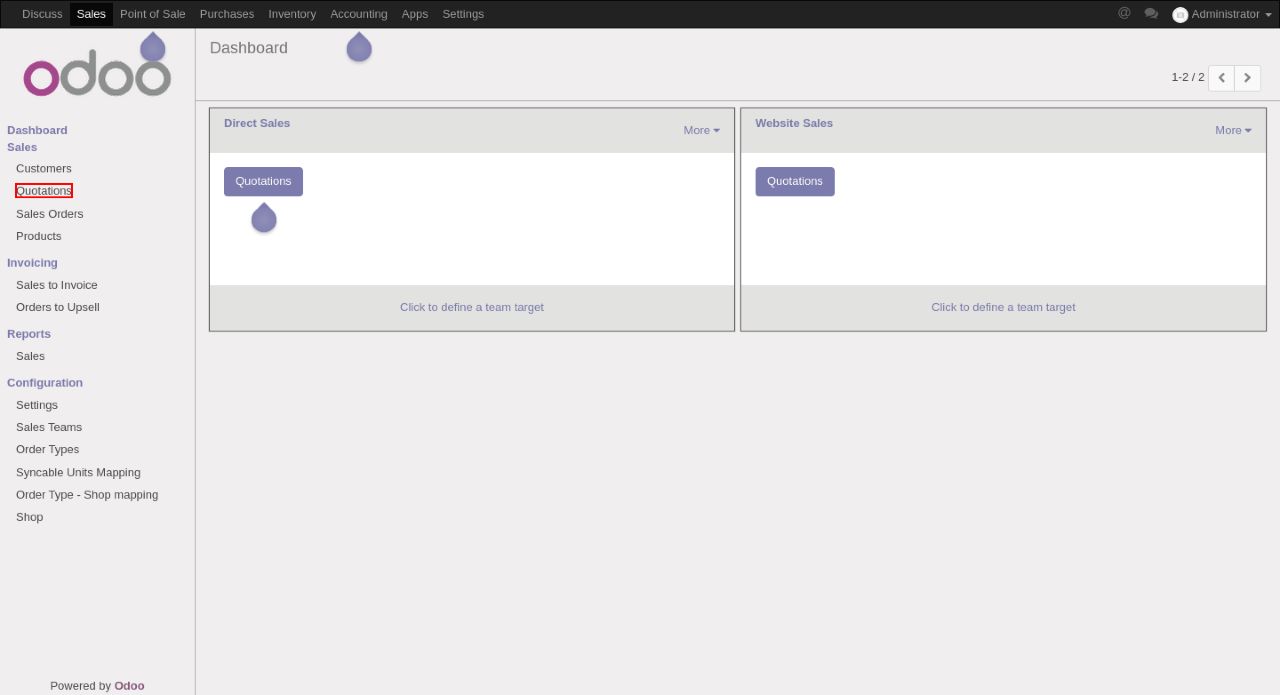 Discuss Sales Point of Sale Purchases Inventory Accounting Apps Settings @ Administrator
odoo
Dashboard
1-2 / 2
Dashboard
Sales
Customers
Quotations
Sales Orders
Products
Invoicing
Sales to Invoice
Orders to Upsell
Reports
Sales
Configuration
Settings
Sales Teams
Order Types
Syncable Units Mapping
Order Type - Shop mapping
Shop
Powered by Odoo
Direct Sales
More
Quotations
Click to define a team target
Website Sales
More
Quotations
Click to define a team target